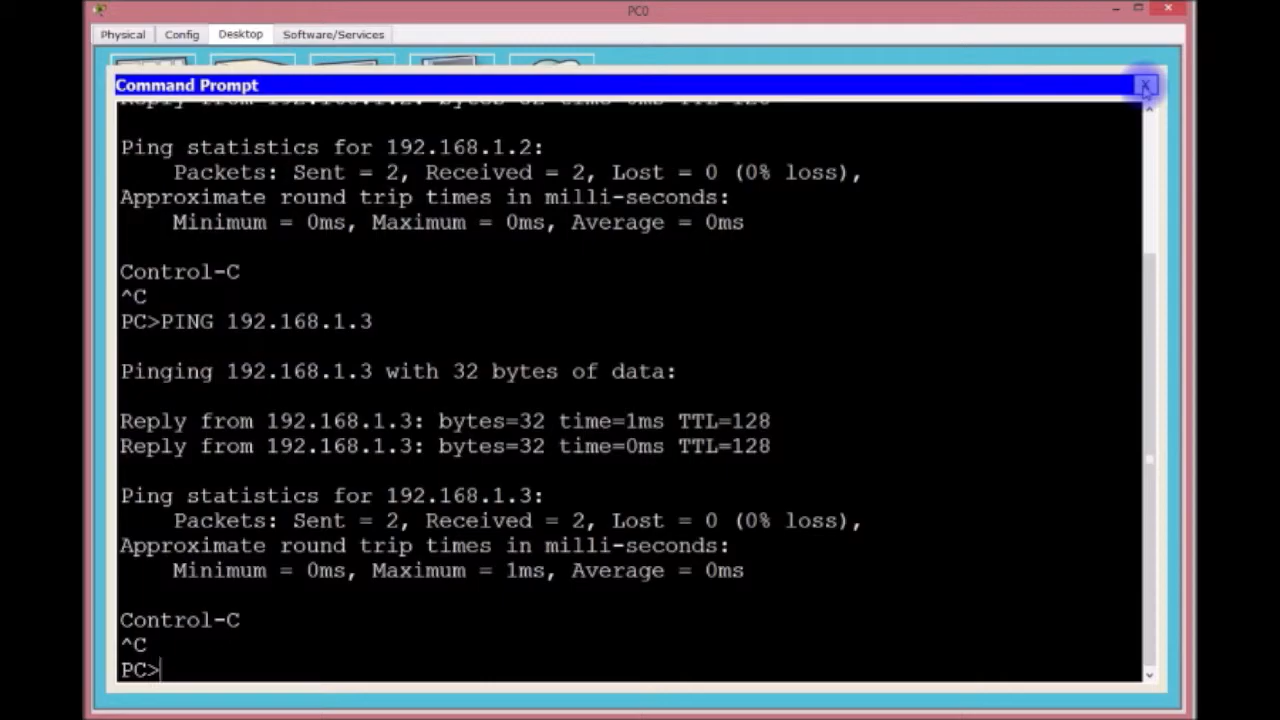 PC0
Physical Config Desktop Software/Services
Command Prompt
Reply from 192.168.1.2: bytes=32 time=0ms TTL=128
Ping statistics for 192.168.1.2:
Packets: Sent = 2, Received = 2, Lost = 0 (0% loss),
Approximate round trip times in milli-seconds:
Minimum = 0ms, Maximum = 0ms, Average = 0ms
Control-C
^C
PC>PING 192.168.1.3
Pinging 192.168.1.3 with 32 bytes of data:
Reply from 192.168.1.3: bytes=32 time=1ms TTL=128
Reply from 192.168.1.3: bytes=32 time=0ms TTL=128
Ping statistics for 192.168.1.3:
Packets: Sent = 2, Received = 2, Lost = 0 (0% loss),
Approximate round trip times in milli-seconds:
Minimum = 0ms, Maximum = 1ms, Average = 0ms
Control-C
^C
PC>